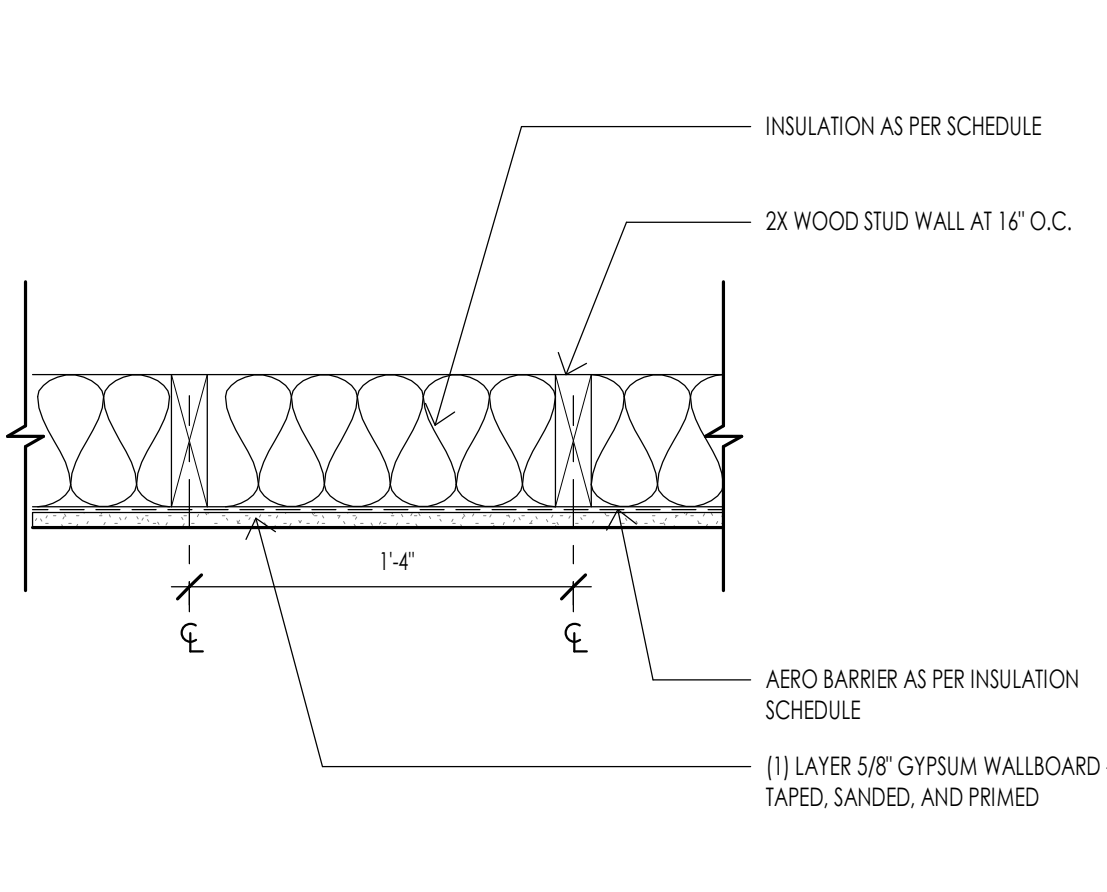 INSULATION AS PER SCHEDULE
2X WOOD STUD WALL AT 16" O.C.
1'-4"
℄
℄
AERO BARRIER AS PER INSULATION
SCHEDULE
(1) LAYER 5/8" GYPSUM WALLBOARD -
TAPED, SANDED, AND PRIMED